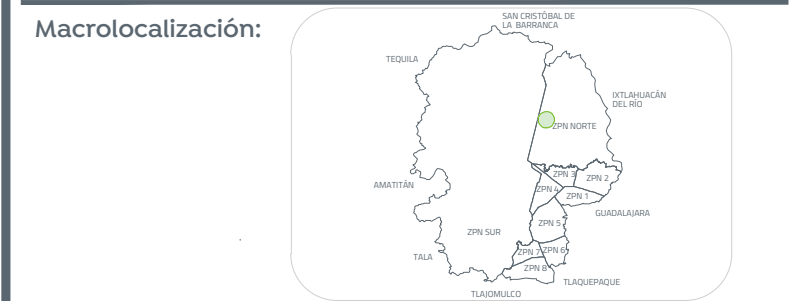 Macrolocalización:
SAN CRISTÓBAL DE
LA BARRANCA
TEQUILA
IXTLAHUACÁN
DEL RÍO
ZPN NORTE
AMATITÁN
ZPN 3
ZPN 2
ZPN 4
ZPN 1
GUADALAJARA
ZPN 5
ZPN SUR
ZPN 7
ZPN 6
TALA
ZPN 8
TLAQUEPAQUE
TLAJOMULCO